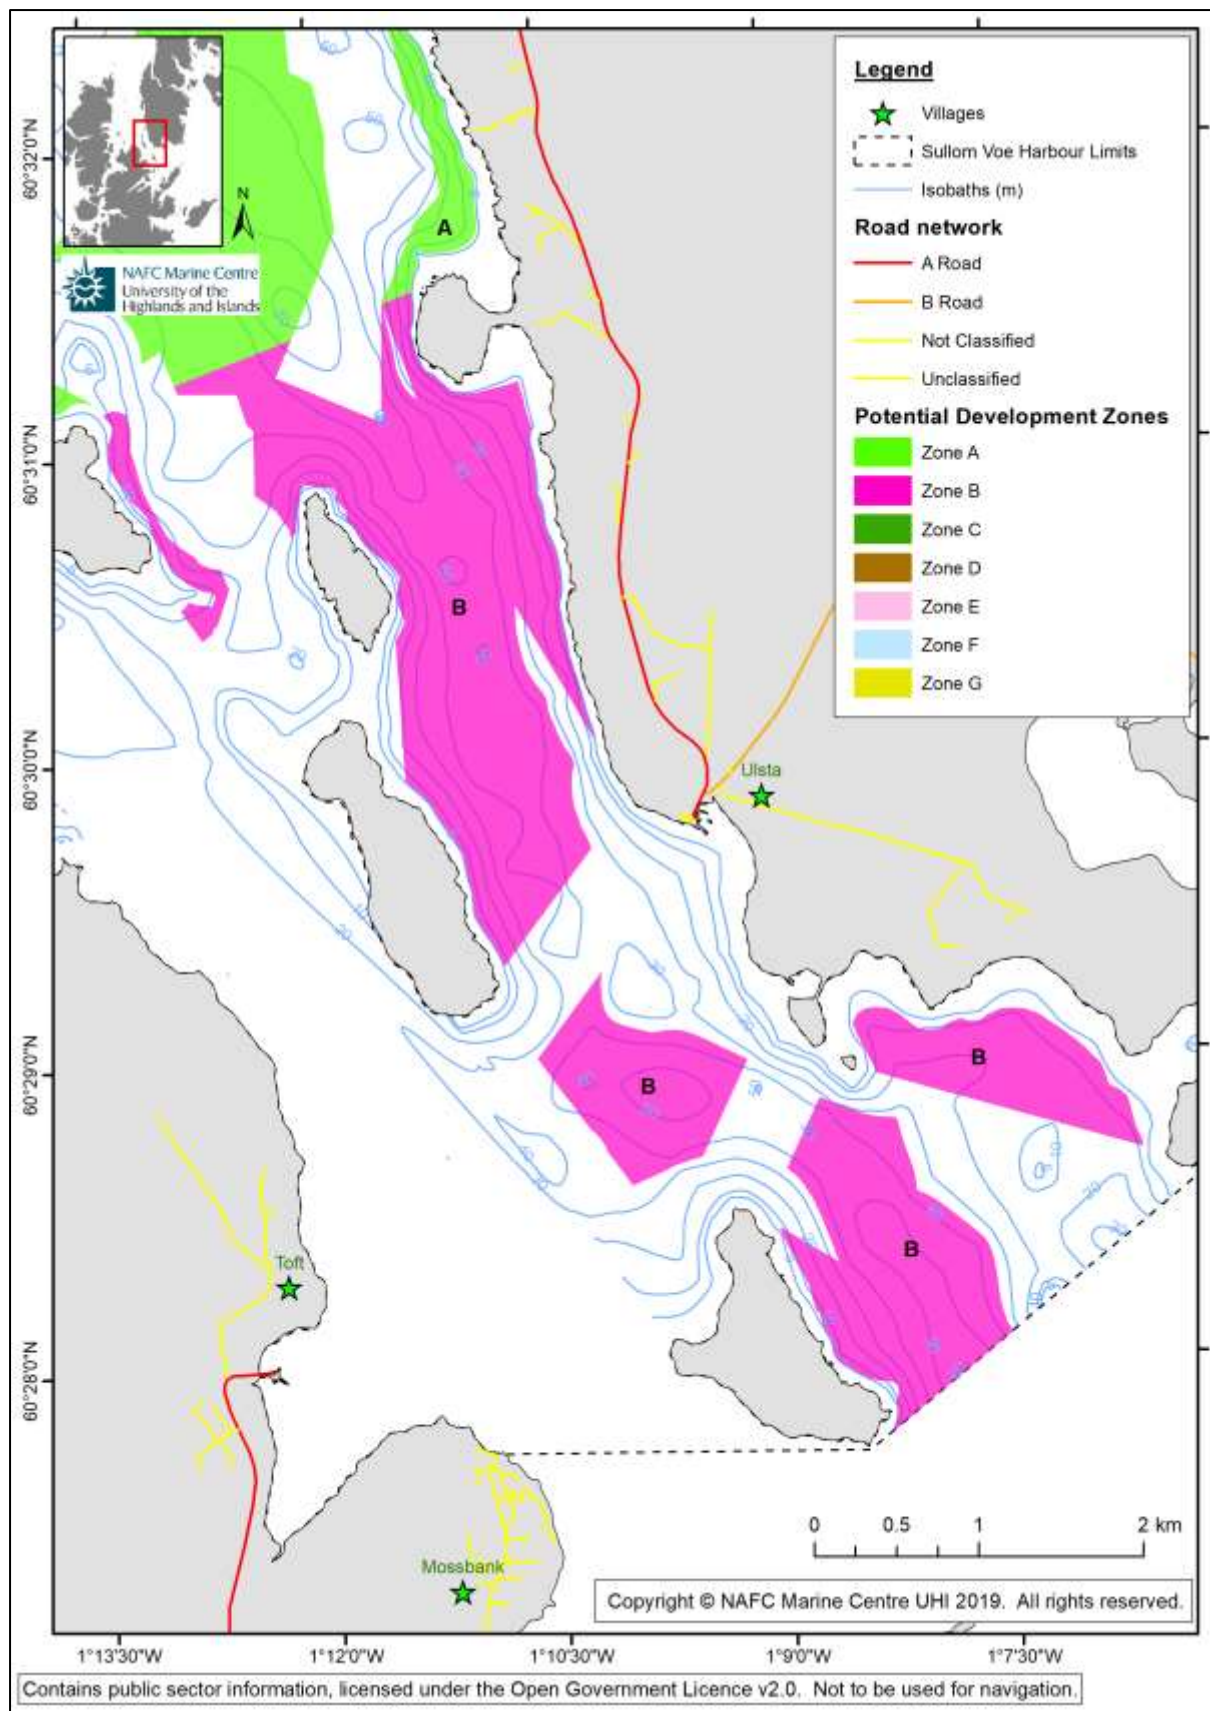 Legend
Villages
Sullom Voe Harbour Limits
Isobaths (m)
Road network
A Road
B Road
Not Classified
Unclassified
Potential Development Zones
Zone A
Zone B
Zone C
Zone D
Zone E
Zone F
Zone G
N
NAFC Marine Centre
University of the
Highlands and Islands
A
B
B
B
B
Ulsta
Toft
Mossbank
60°32'0"N
60°31'0"N
60°30'0"N
60°29'0"N
60°28'0"N
0 0.5 1 2 km
Copyright © NAFC Marine Centre UHI 2019. All rights reserved.
1°13'30"W 1°12'0"W 1°10'30"W 1°9'0"W 1°7'30"W
Contains public sector information, licensed under the Open Government Licence v2.0. Not to be used for navigation.